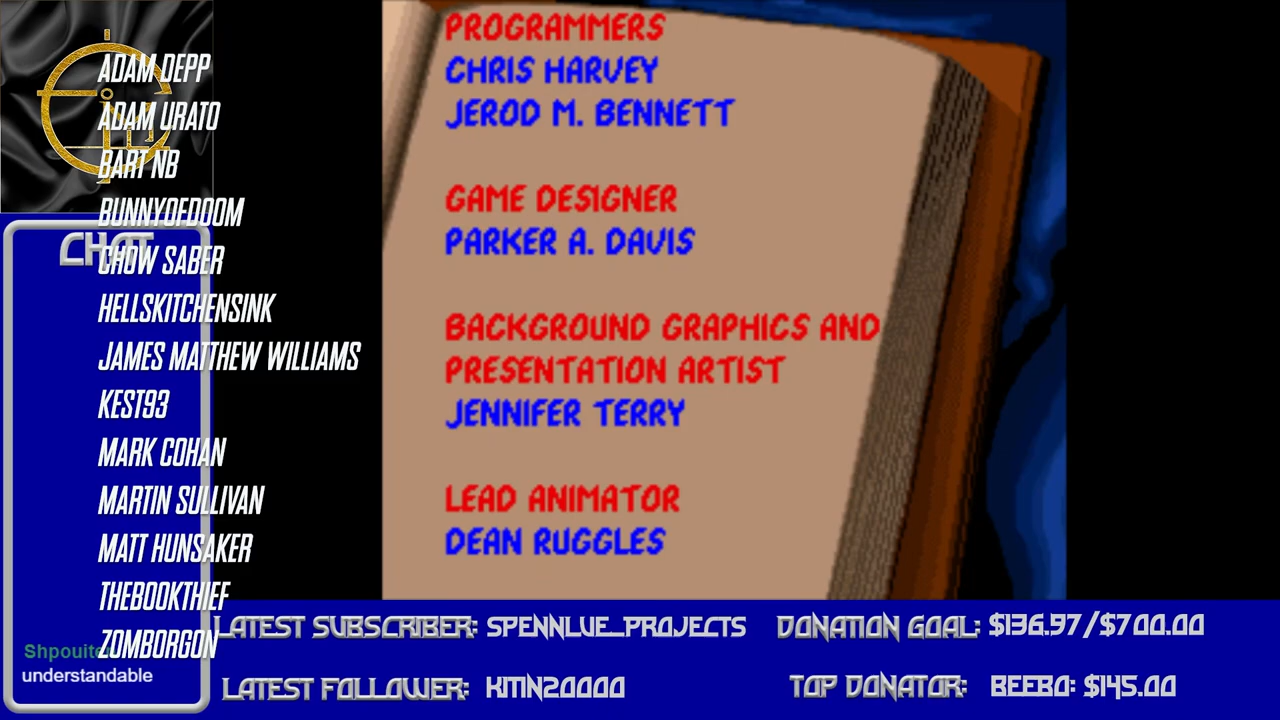 ADAM DEPP
ADAM URATO
BART NB
BUNNYOFDOOM
CHAT
CHOW SABER
HELLSKITCHENSINK
JAMES MATTHEW WILLIAMS
KEST93
MARK COHAN
MARTIN SULLIVAN
MATT HUNSAKER
THEBOOKTHIEF
ZOMBORGON
understandable
PROGRAMMERS
CHRIS HARVEY
JEROD M. BENNETT
GAME DESIGNER
PARKER A. DAVIS
BACKGROUND GRAPHICS AND
PRESENTATION ARTIST
JENNIFER TERRY
LEAD ANIMATOR
DEAN RUGGLES
LATEST SUBSCRIBER: SPENNLUE_PROJECTS
DONATION GOAL: $136.97/$700.00
LATEST FOLLOWER: KITIN20000
TOP DONATOR: BEEBO: $145.00